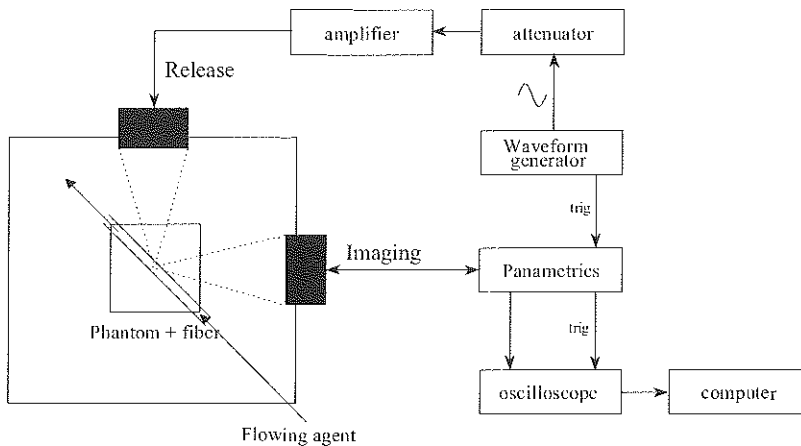 amplifier
attenuator
Release
Waveform
generator
trig
Imaging
Panametrics
Phantom + fiber
trig
oscilloscope
computer
Flowing agent